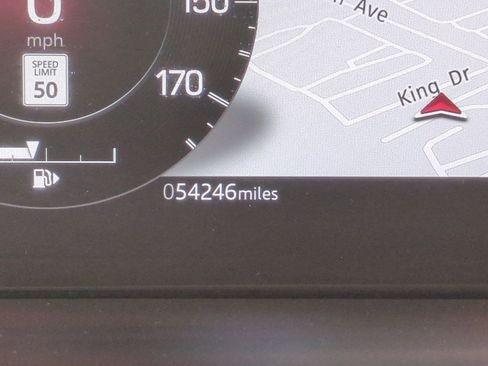 0
mph
SPEED
LIMIT
50
150
170
Ave
King Dr
054246miles